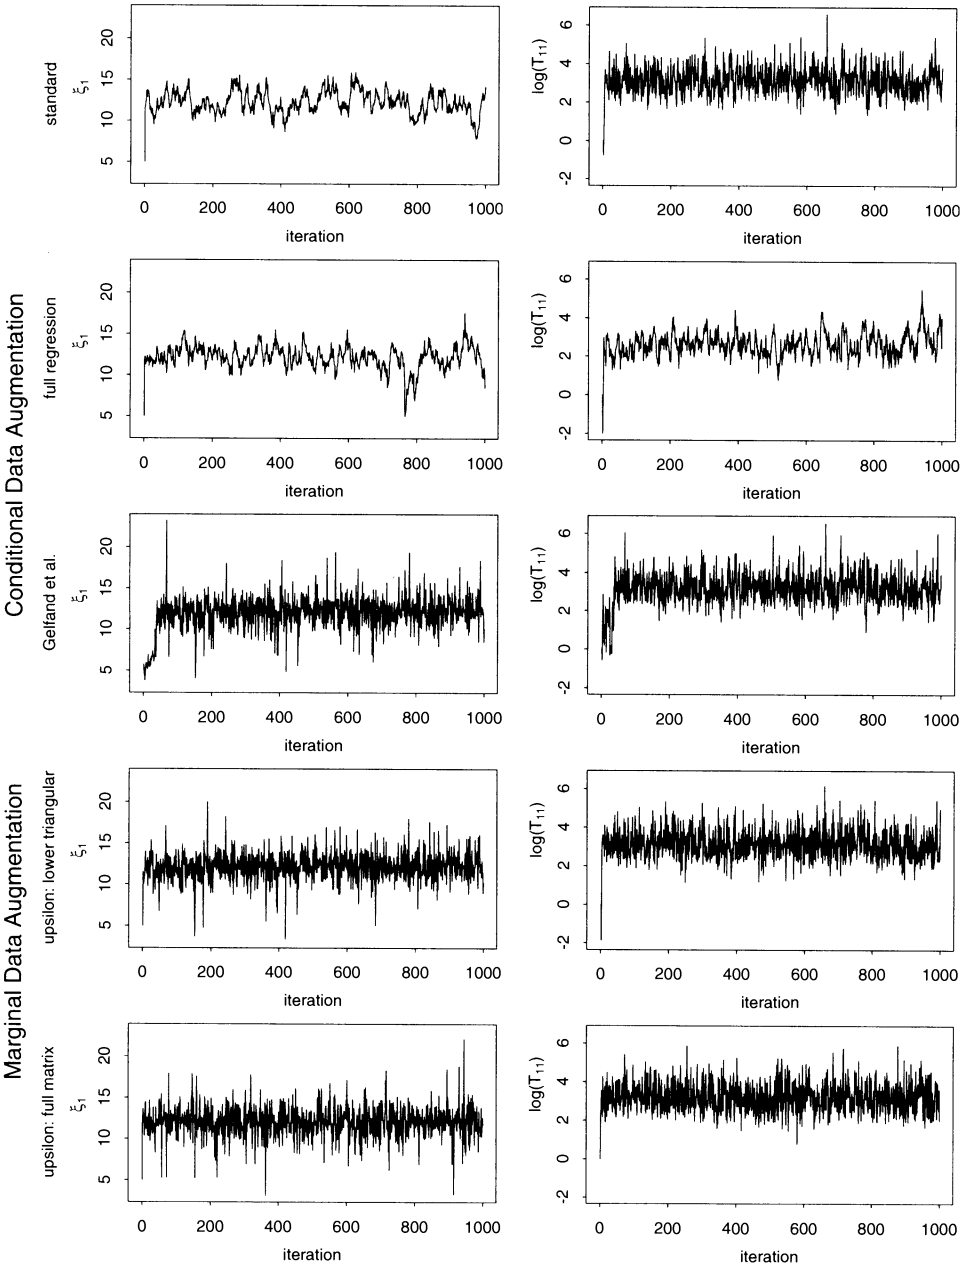 Conditional Data Augmentation
Marginal Data Augmentation
standard
ξ1
20
15
10
5
0 200 400 600 800 1000
iteration
log(T11)
6
4
2
0
-2
0 200 400 600 800 1000
iteration
full regression
ξ1
20
15
10
5
0 200 400 600 800 1000
iteration
log(T11)
6
4
2
0
-2
0 200 400 600 800 1000
iteration
Gelfand et al.
ξ1
20
15
10
5
0 200 400 600 800 1000
iteration
log(T11)
6
4
2
0
-2
0 200 400 600 800 1000
iteration
upsilon: lower triangular
ξ1
20
15
10
5
0 200 400 600 800 1000
iteration
log(T11)
6
4
2
0
-2
0 200 400 600 800 1000
iteration
upsilon: full matrix
ξ1
20
15
10
5
0 200 400 600 800 1000
iteration
log(T11)
6
4
2
0
-2
0 200 400 600 800 1000
iteration